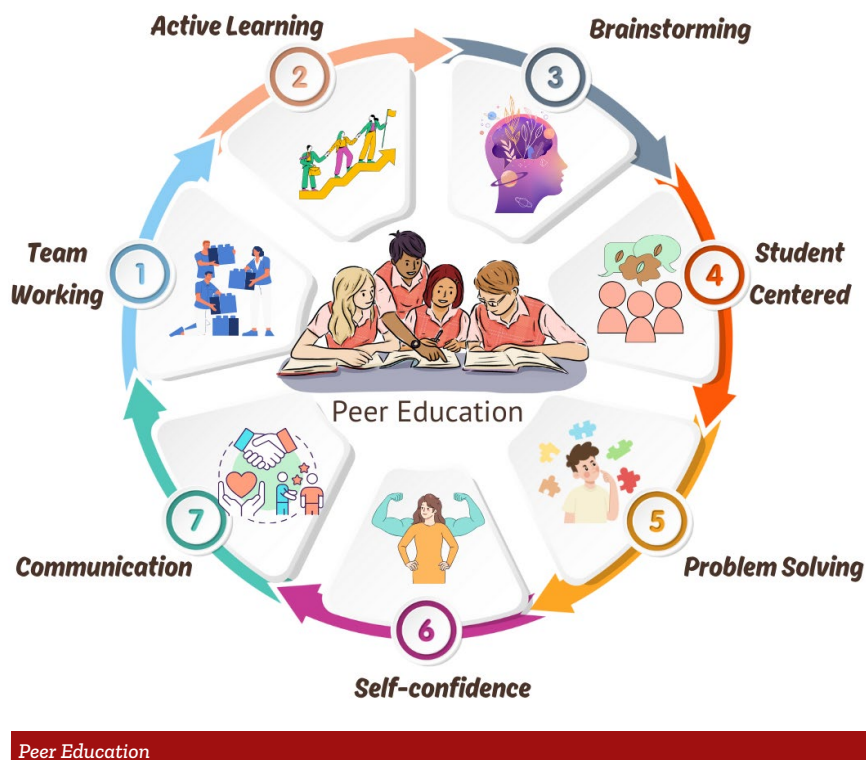 Active Learning
2
Brainstorming
3
Team
Working
1
Student
Centered
4
Peer Education
Problem Solving
5
Self-confidence
6
Communication
7
Peer Education